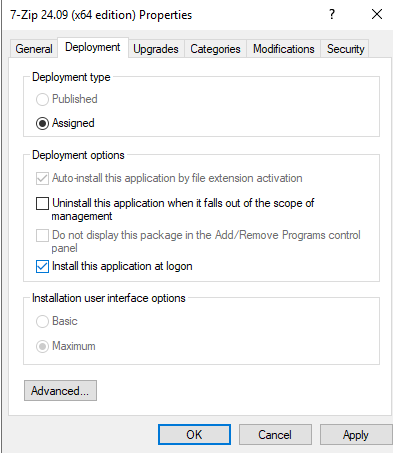 7-Zip 24.09 (x64 edition) Properties
General Deployment Upgrades Categories Modifications Security
Deployment type
Published
Assigned
Deployment options
Auto-install this application by file extension activation
Uninstall this application when it falls out of the scope of
management
Do not display this package in the Add/Remove Programs control
panel
Install this application at logon
Installation user interface options
Basic
Maximum
Advanced...
OK Cancel Apply